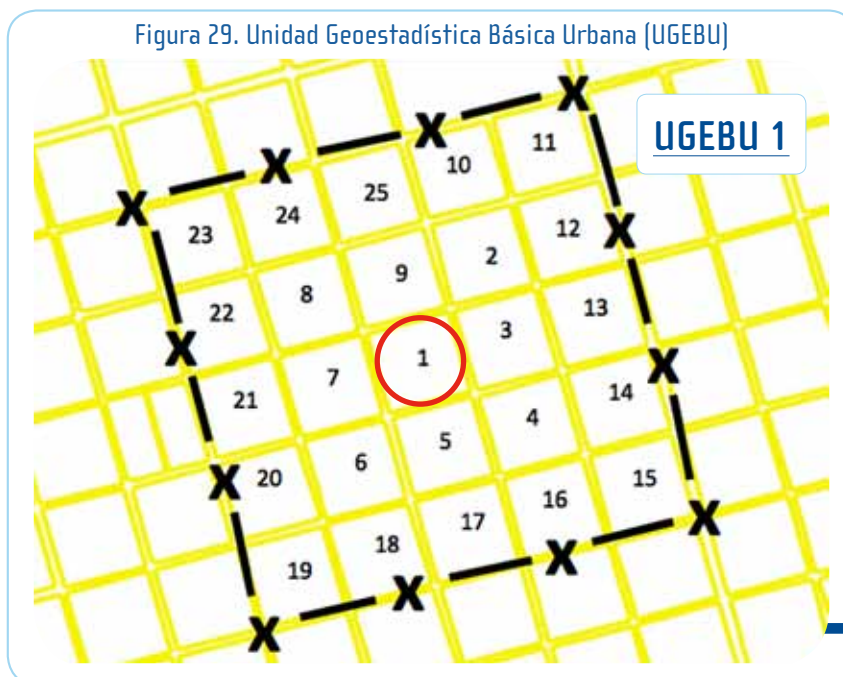 Figura 29. Unidad Geoestadística Básica Urbana (UGEBU)
UGEBU 1
X X X X
23 24 25 10 11
X
22 8 9 2 12
X
21 7 1 3 13
X
20 6 5 4 14
X
19 18 17 16 15
X X X X